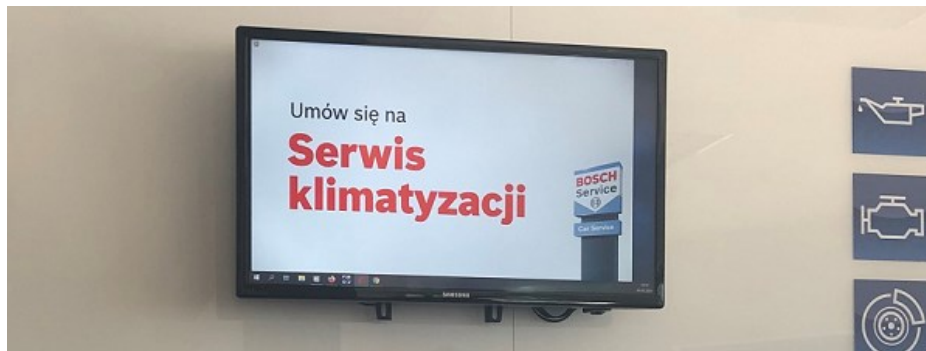 Umów się na
Serwis
klimatyzacji
BOSCH
Service
Car Service
SAMSUNG